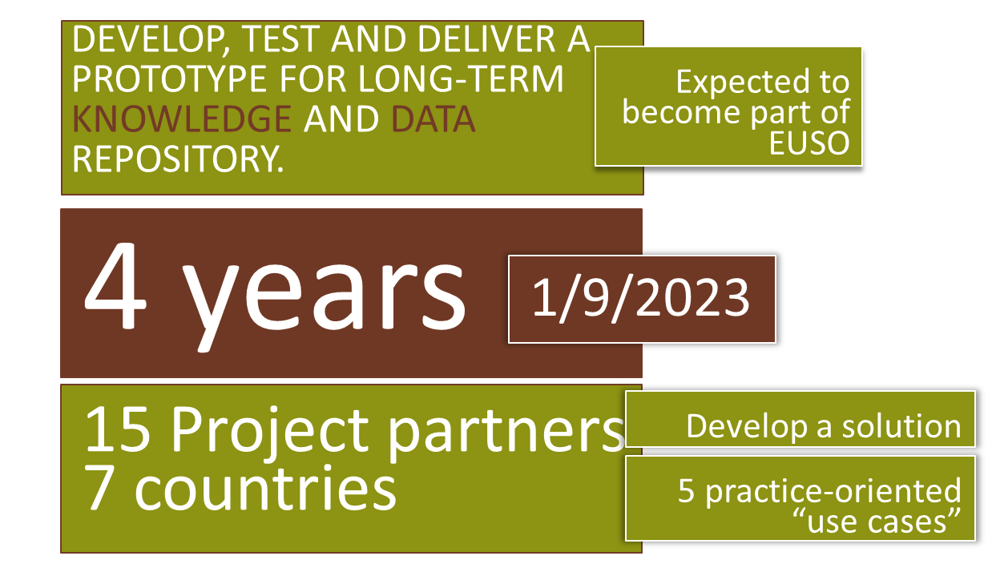 DEVELOP, TEST AND DELIVER A
PROTOTYPE FOR LONG-TERM
KNOWLEDGE AND DATA
REPOSITORY.
Expected to
become part of
EUSO
4 years
1/9/2023
15 Project partners
7 countries
Develop a solution
5 practice-oriented
“use cases”